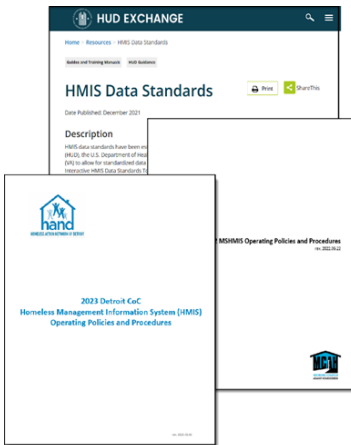 HUD EXCHANGE
Home Resources HMIS Data Standards
Guides and Training Manuals HUD Guidance
HMIS Data Standards
Print
ShareThis
Date Published: December 2021
Description
HMIS data standards have been
(HUD), the U.S. Department of Hea
(VA) to allow for standardized data
Interactive HMIS Data Standards
MSHMIS Operating Policies and Procedures
hand
HOMELESS ACTION NETWORK OF DETROIT
2023 Detroit CoC
Homeless Management Information System (HMIS)
Operating Policies and Procedures